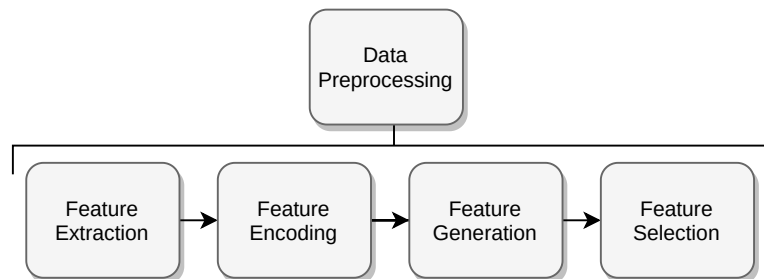 Data
Preprocessing
Feature
Extraction
Feature
Encoding
Feature
Generation
Feature
Selection